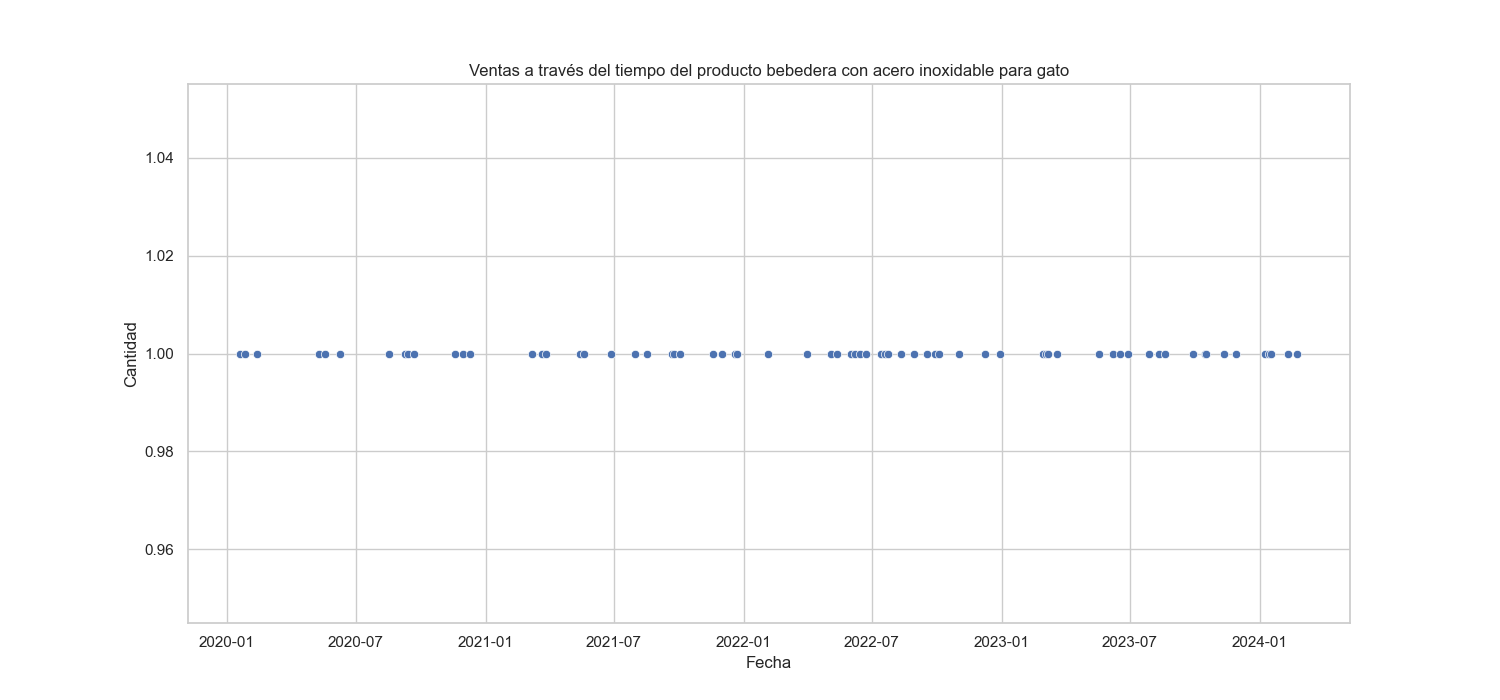 Ventas a través del tiempo del producto bebedera con acero inoxidable para gato
1.04
1.02
1.00
0.98
0.96
Cantidad
2020-01 2020-07 2021-01 2021-07 2022-01 2022-07 2023-01 2023-07 2024-01
Fecha